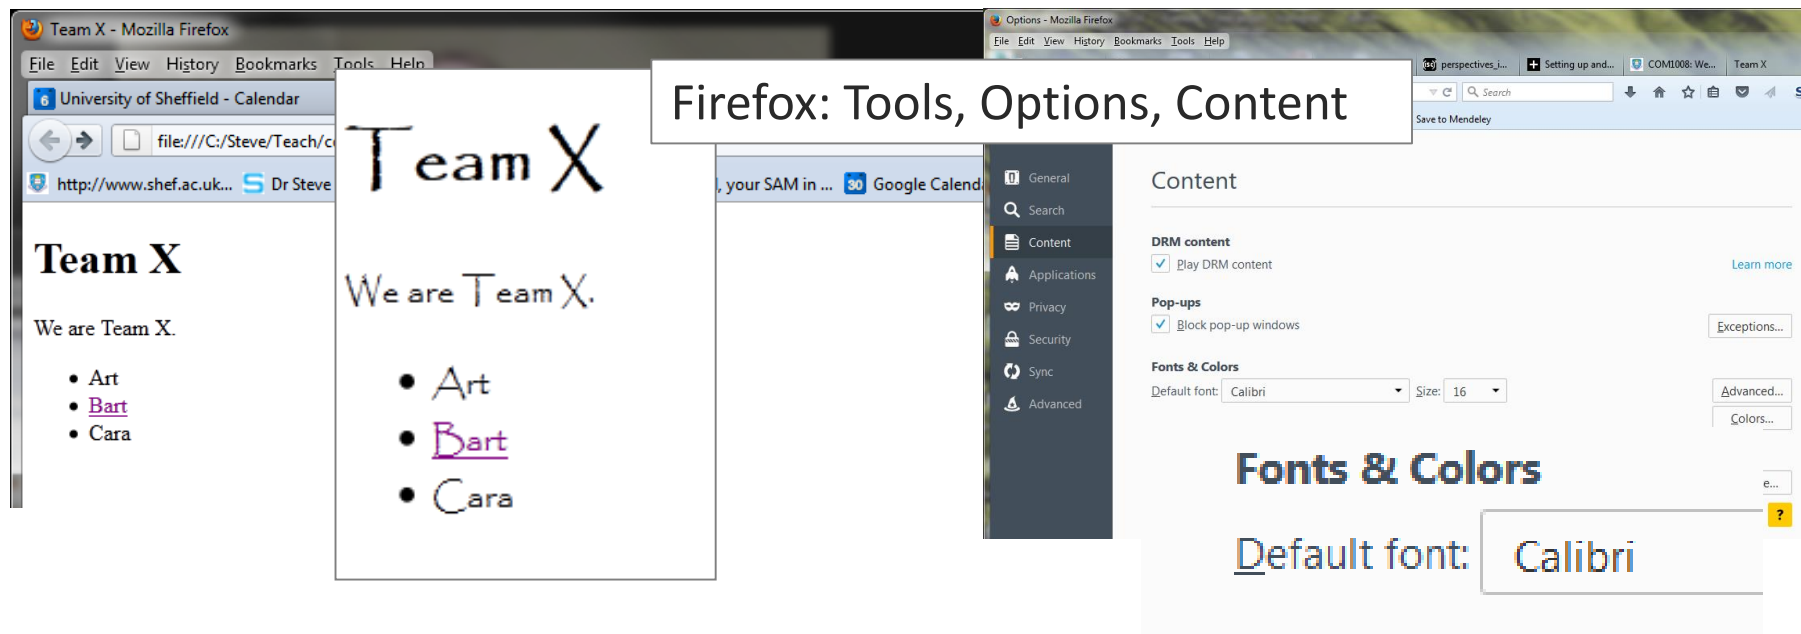 Team X - Mozilla Firefox
File Edit View History Bookmarks Tools Help
University of Sheffield - Calendar
file:///C:/Steve/Teach/c
http://www.shef.ac.uk... Dr Steve
, your SAM in ... 30 Google Calend
Team X
We are Team X.
Art
Bart
Cara
Team X
We are Team X.
Art
Bart
Cara
Firefox: Tools, Options, Content
Options - Mozilla Firefox
File Edit View History Bookmarks Tools Help
perspectives_i... Setting up and... COM1008: We... Team X
Search
Save to Mendeley
General
Search
Content
Applications
Privacy
Security
Sync
Advanced
Content
DRM content
Play DRM content Learn more
Pop-ups
Block pop-up windows Exceptions...
Fonts & Colors
Default font: Calibri Size: 16 Advanced...
Colors...
e...
?
Fonts & Colors
Default font: Calibri